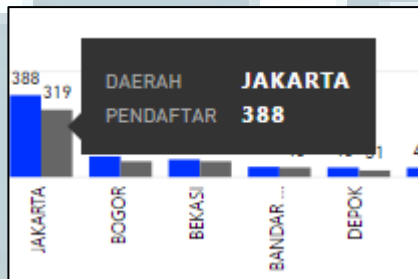 388
319
DAERAH JAKARTA
PENDAFTAR 388
JAKARTA
BOGOR
BEKASI
BANDAR ...
DEPOK